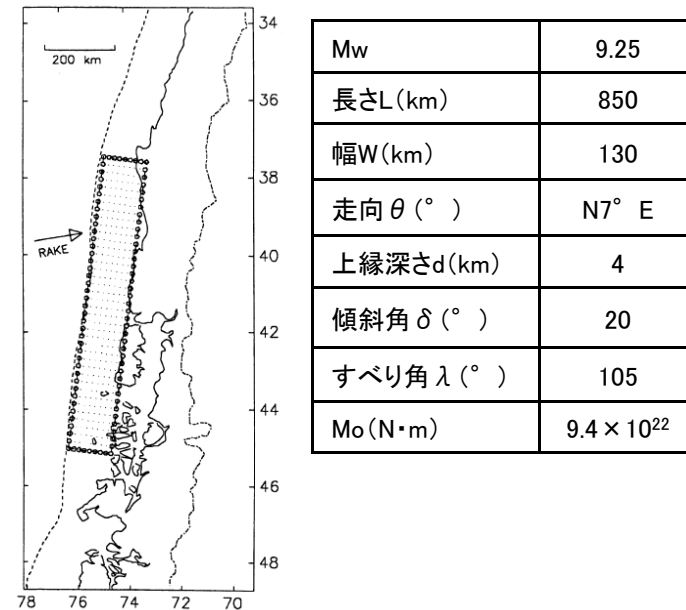 34
200 km
36
38
RAKE
40
42
44
46
48
78 76 74 72 70
Mw 9.25
長さL(km) 850
幅W(km) 130
走向θ(°) N7°E
上縁深さd(km) 4
傾斜角δ(°) 20
すべり角λ(°) 105
Mo(N・m) 9.4×10²²